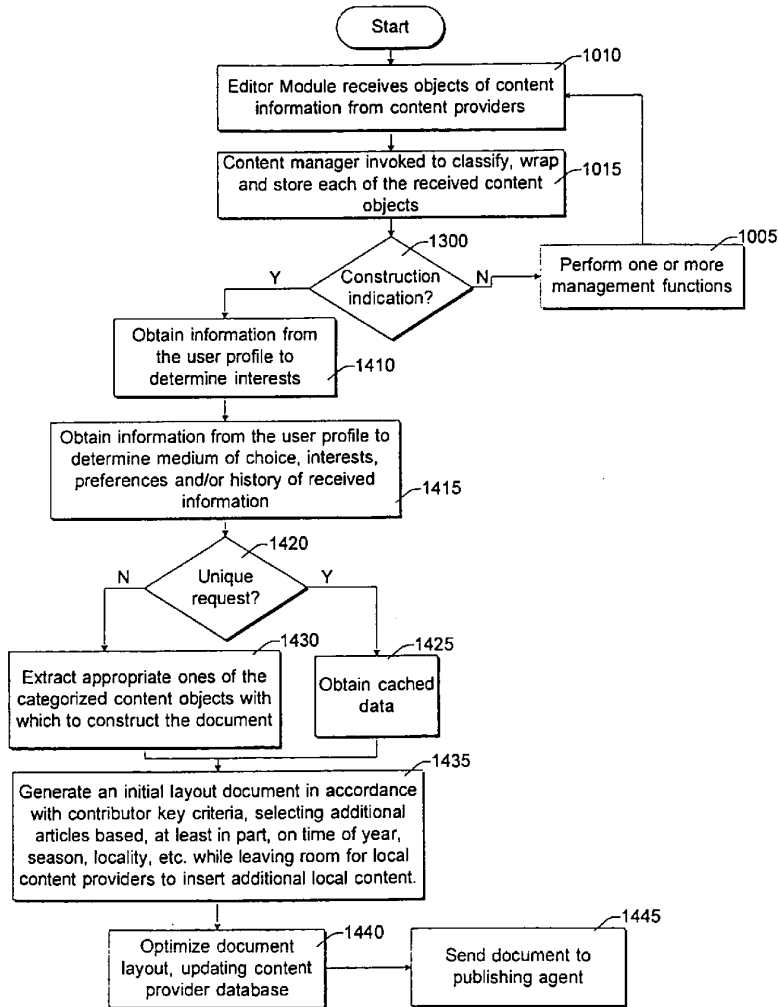 Start
1010
Editor Module receives objects of content
information from content providers
1015
Content manager invoked to classify, wrap
and store each of the received content
objects
1300
Construction
indication?
Y
N
1005
Perform one or more
management functions
Obtain information from
the user profile to
determine interests
1410
Obtain information from the user profile to
determine medium of choice, interests,
preferences and/or history of received
information
1415
1420
Unique
request?
N
Y
1430
Extract appropriate ones of the
categorized content objects with
which to construct the document
1425
Obtain cached
data
1435
Generate an initial layout document in accordance
with contributor key criteria, selecting additional
articles based, at least in part, on time of year,
season, locality, etc. while leaving room for local
content providers to insert additional local content.
1440
Optimize document
layout, updating content
provider database
1445
Send document to
publishing agent